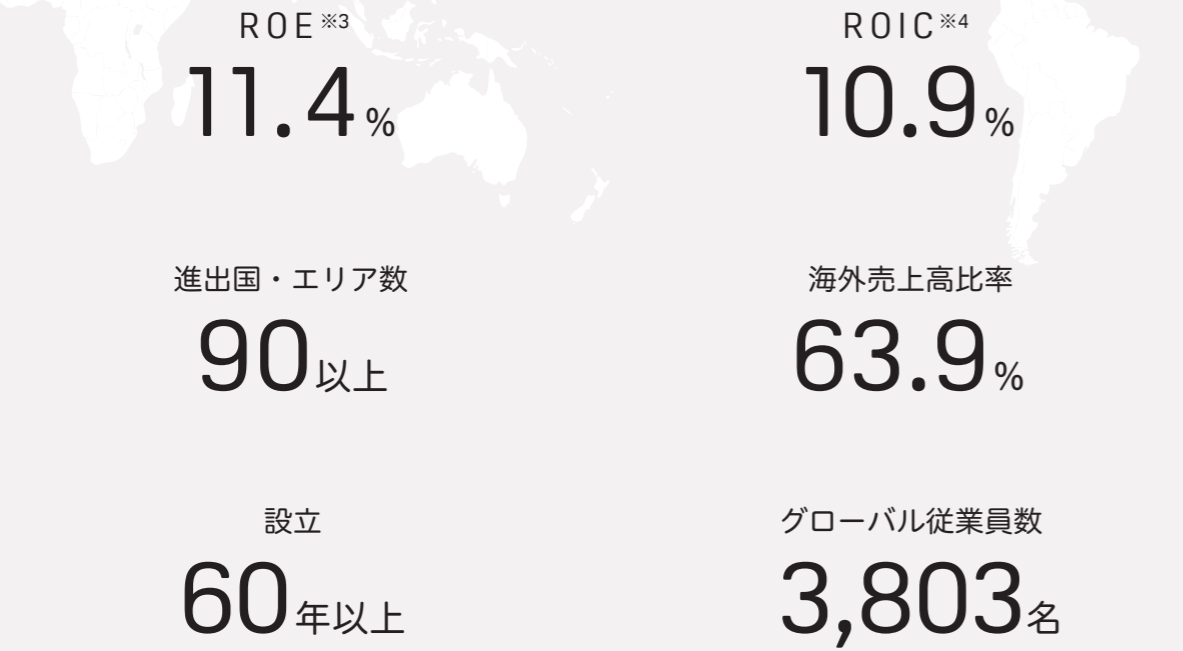 ROE※3
11.4%
ROIC※4
10.9%
進出国・エリア数
90以上
海外売上高比率
63.9%
設立
60年以上
グローバル従業員数
3,803名